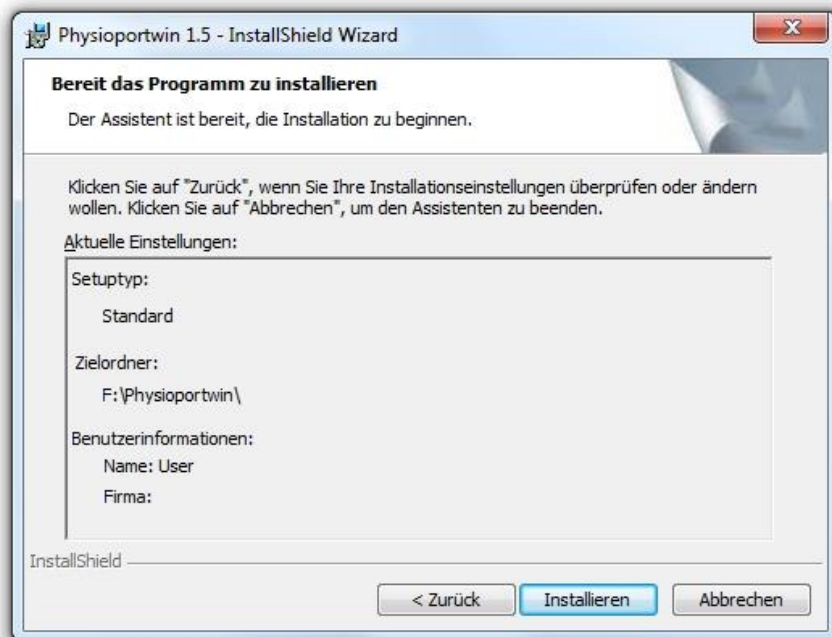 Physioportwin 1.5 - InstallShield Wizard
Bereit das Programm zu installieren
Der Assistent ist bereit, die Installation zu beginnen.
Klicken Sie auf "Zurück", wenn Sie Ihre Installationseinstellungen überprüfen oder ändern
wollen. Klicken Sie auf "Abbrechen", um den Assistenten zu beenden.
Aktuelle Einstellungen:
Setuptyp:
Standard
Zielordner:
F:\Physioportwin\
Benutzerinformationen:
Name: User
Firma:
InstallShield
< Zurück Installieren Abbrechen